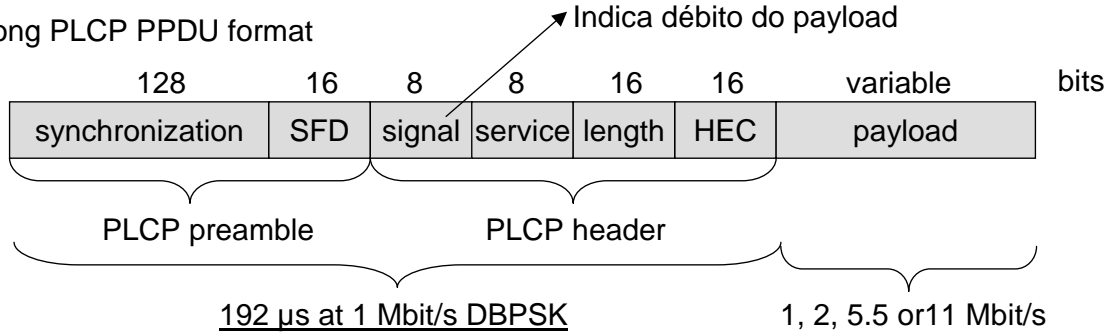 Indica débito do payload
ong PLCP PPDU format
128 16 8 8 16 16 variable bits
synchronization SFD signal service length HEC payload
PLCP preamble PLCP header
192 µs at 1 Mbit/s DBPSK 1, 2, 5.5 or11 Mbit/s